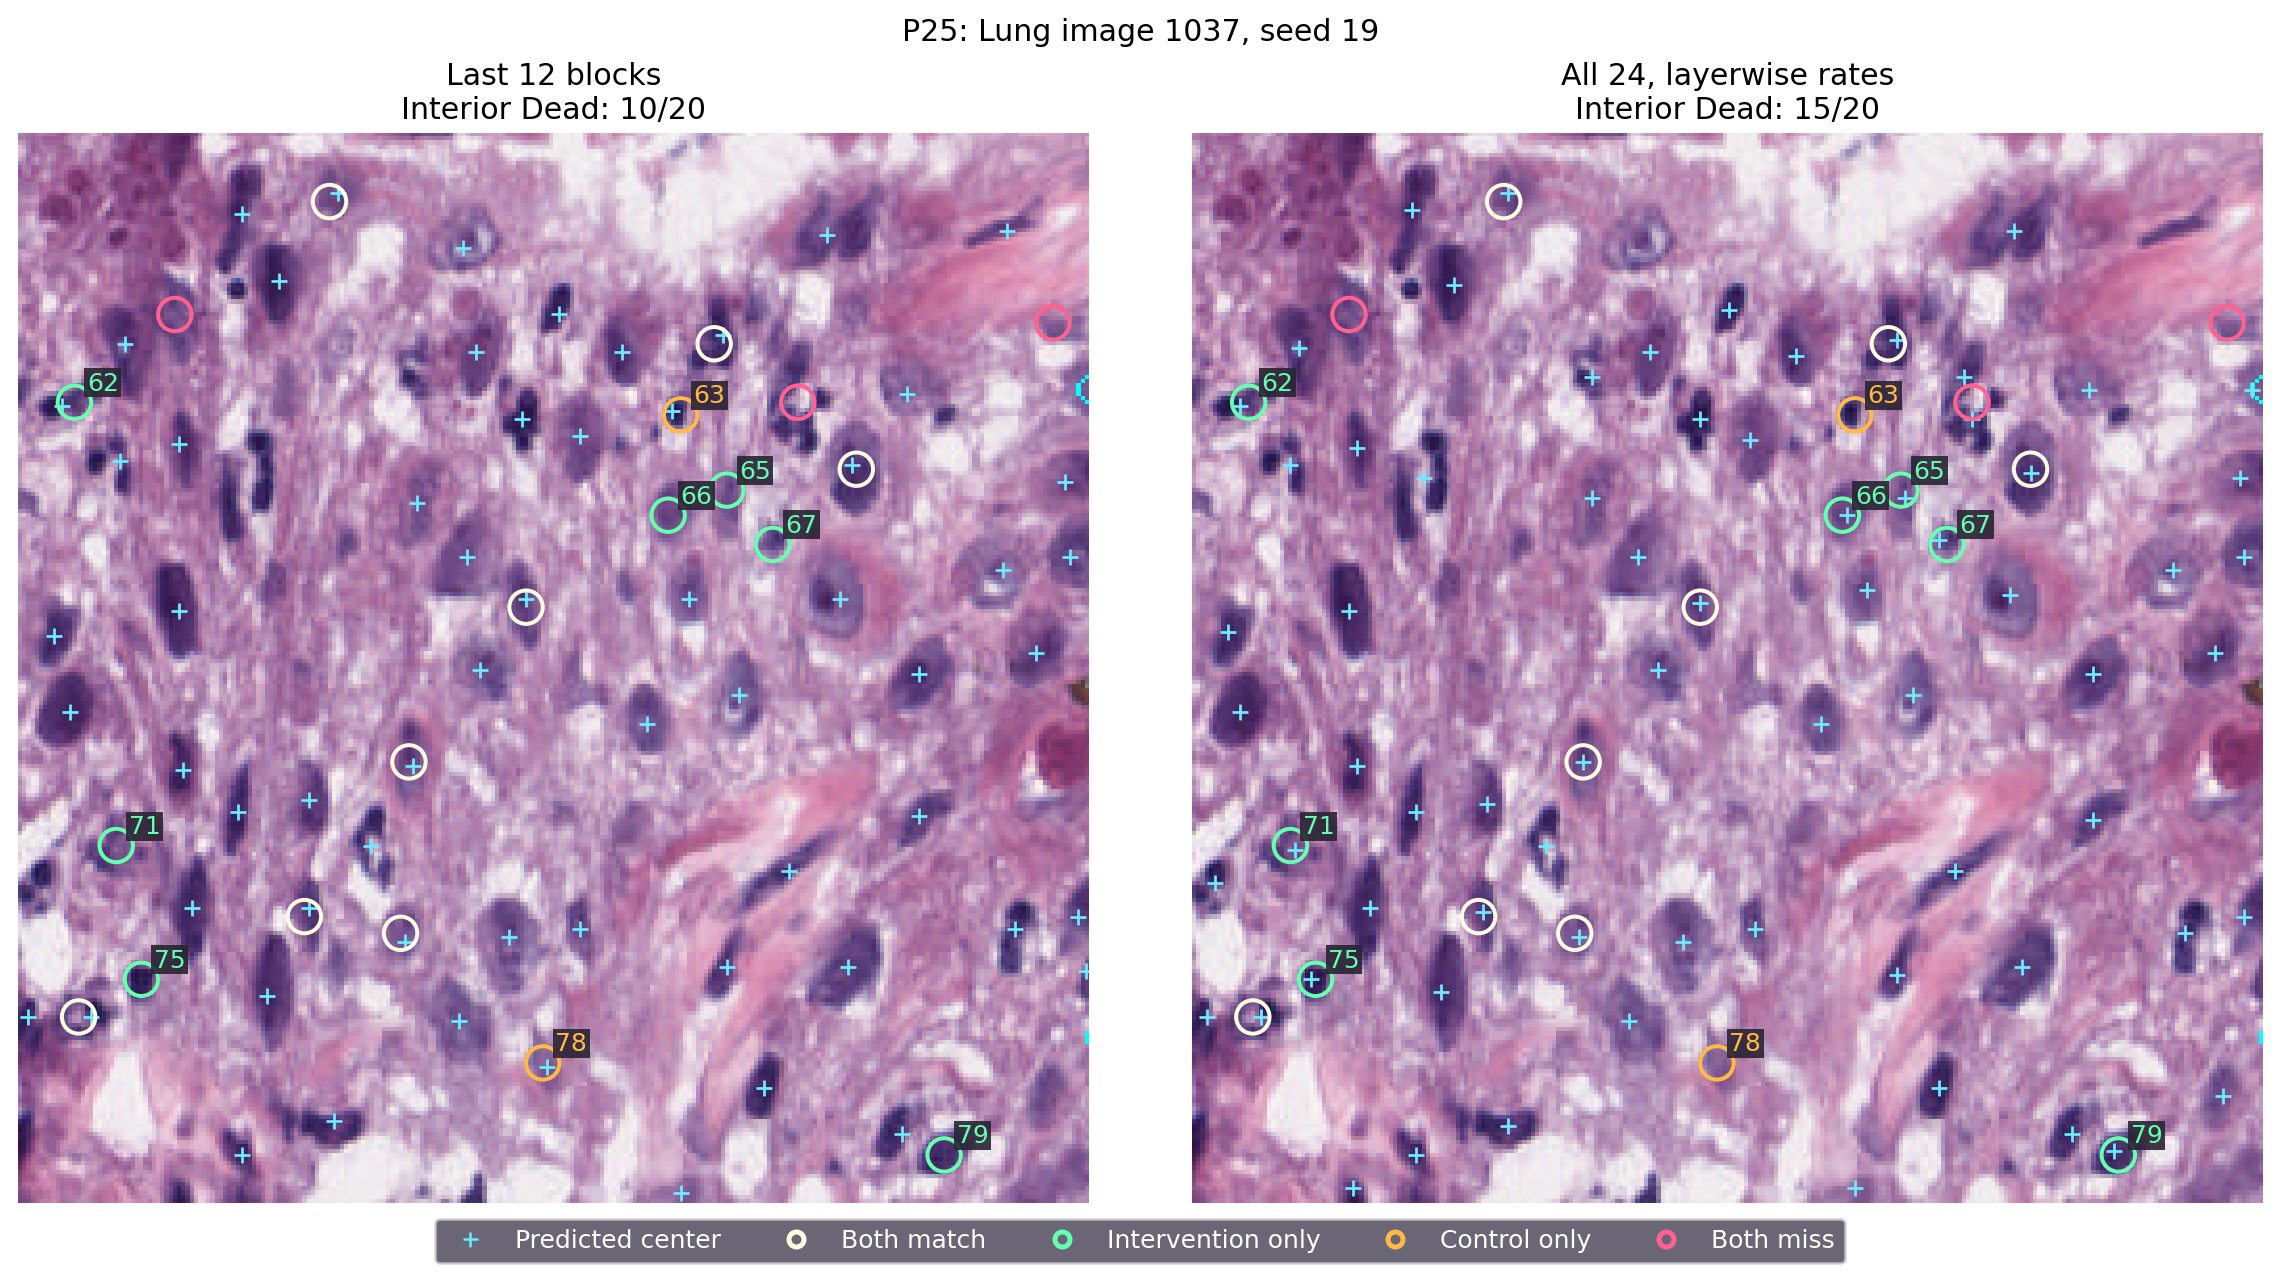 P25: Lung image 1037, seed 19
Last 12 blocks
Interior Dead: 10/20
62
63
65
66
67
71
75
78
79
All 24, layerwise rates
Interior Dead: 15/20
62
63
65
66
67
71
75
78
79
Predicted center
Both match
Intervention only
Control only
Both miss